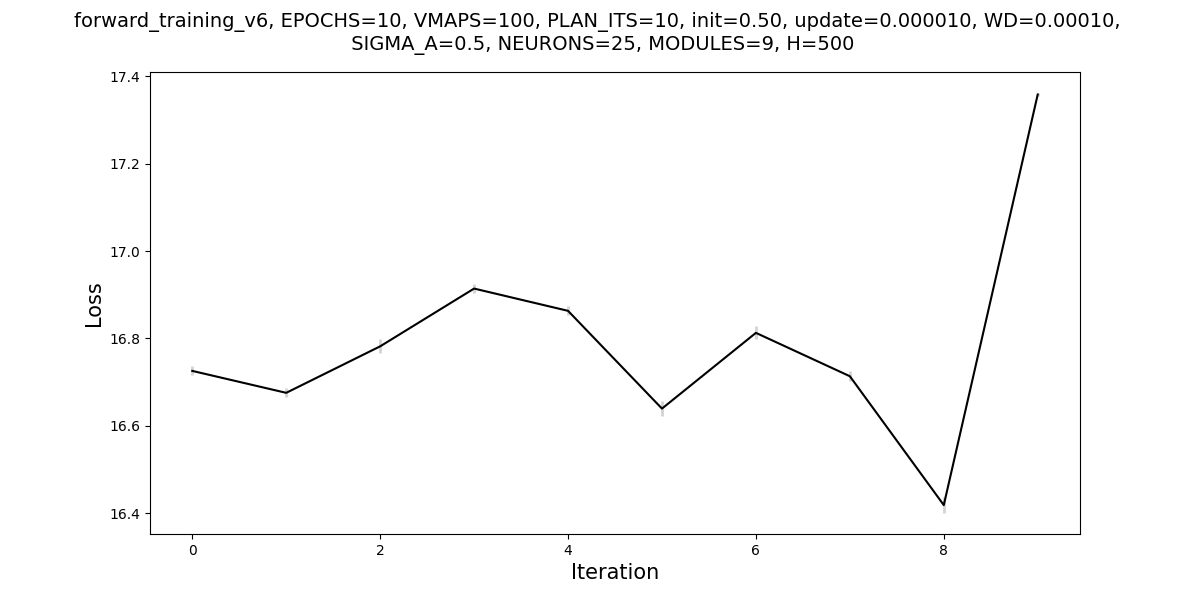 forward_training_v6, EPOCHS=10, VMAPS=100, PLAN_ITS=10, init=0.50, update=0.000010, WD=0.00010,
SIGMA_A=0.5, NEURONS=25, MODULES=9, H=500
17.4
17.2
17.0
16.8
16.6
16.4
Loss
0 2 4 6 8
Iteration